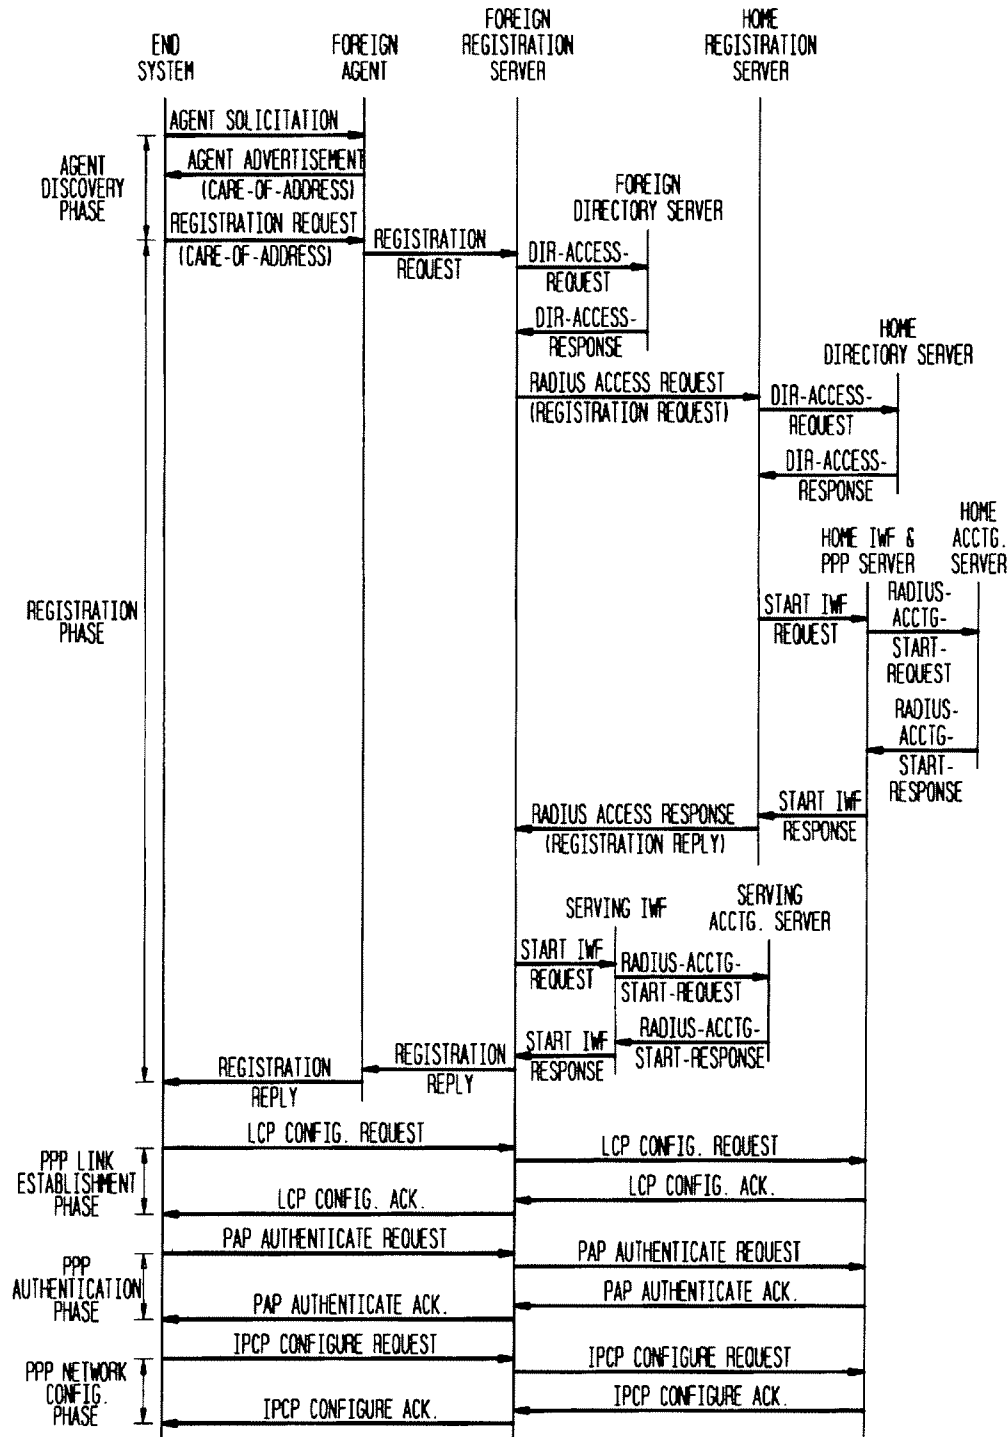 END
SYSTEM
FOREIGN
AGENT
FOREIGN
REGISTRATION
SERVER
HOME
REGISTRATION
SERVER
AGENT SOLICITATION
AGENT
DISCOVERY
PHASE
AGENT ADVERTISEMENT
(CARE-OF-ADDRESS)
FOREIGN
DIRECTORY SERVER
REGISTRATION REQUEST
(CARE-OF-ADDRESS)
REGISTRATION
REQUEST
DIR-ACCESS-
REQUEST
DIR-ACCESS-
RESPONSE
HOME
DIRECTORY SERVER
RADIUS ACCESS REQUEST
(REGISTRATION REQUEST)
DIR-ACCESS-
REQUEST
DIR-ACCESS-
RESPONSE
HOME IWF &
PPP SERVER
HOME
ACCTG.
SERVER
REGISTRATION
PHASE
START IWF
REQUEST
RADIUS-
ACCTG-
START-
REQUEST
RADIUS-
ACCTG-
START-
RESPONSE
START IWF
RESPONSE
RADIUS ACCESS RESPONSE
(REGISTRATION REPLY)
SERVING IWF
SERVING
ACCTG. SERVER
START IWF
REQUEST
RADIUS-ACCTG-
START-REQUEST
RADIUS-ACCTG-
START-RESPONSE
START IWF
RESPONSE
REGISTRATION
REPLY
REGISTRATION
REPLY
LCP CONFIG. REQUEST
LCP CONFIG. REQUEST
PPP LINK
ESTABLISHMENT
PHASE
LCP CONFIG. ACK.
LCP CONFIG. ACK.
PAP AUTHENTICATE REQUEST
PAP AUTHENTICATE REQUEST
PPP
AUTHENTICATION
PHASE
PAP AUTHENTICATE ACK.
PAP AUTHENTICATE ACK.
IPCP CONFIGURE REQUEST
IPCP CONFIGURE REQUEST
PPP NETWORK
CONFIG.
PHASE
IPCP CONFIGURE ACK.
IPCP CONFIGURE ACK.